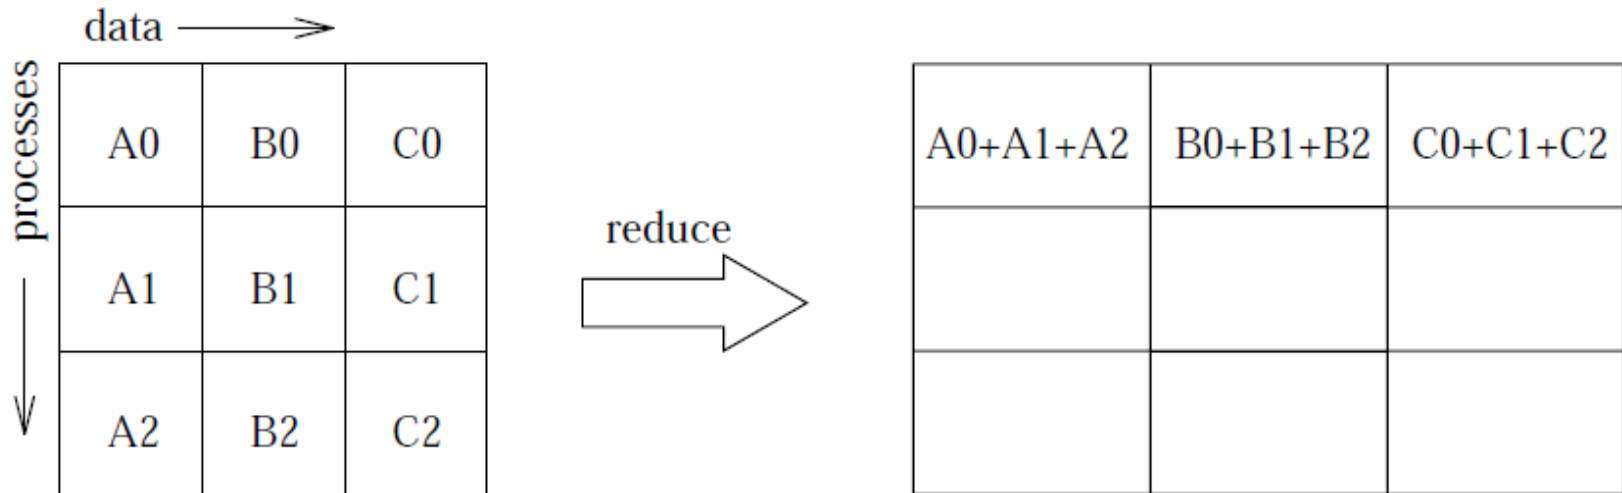 data
processes
A0 B0 C0
A1 B1 C1
A2 B2 C2
reduce
A0+A1+A2 B0+B1+B2 C0+C1+C2